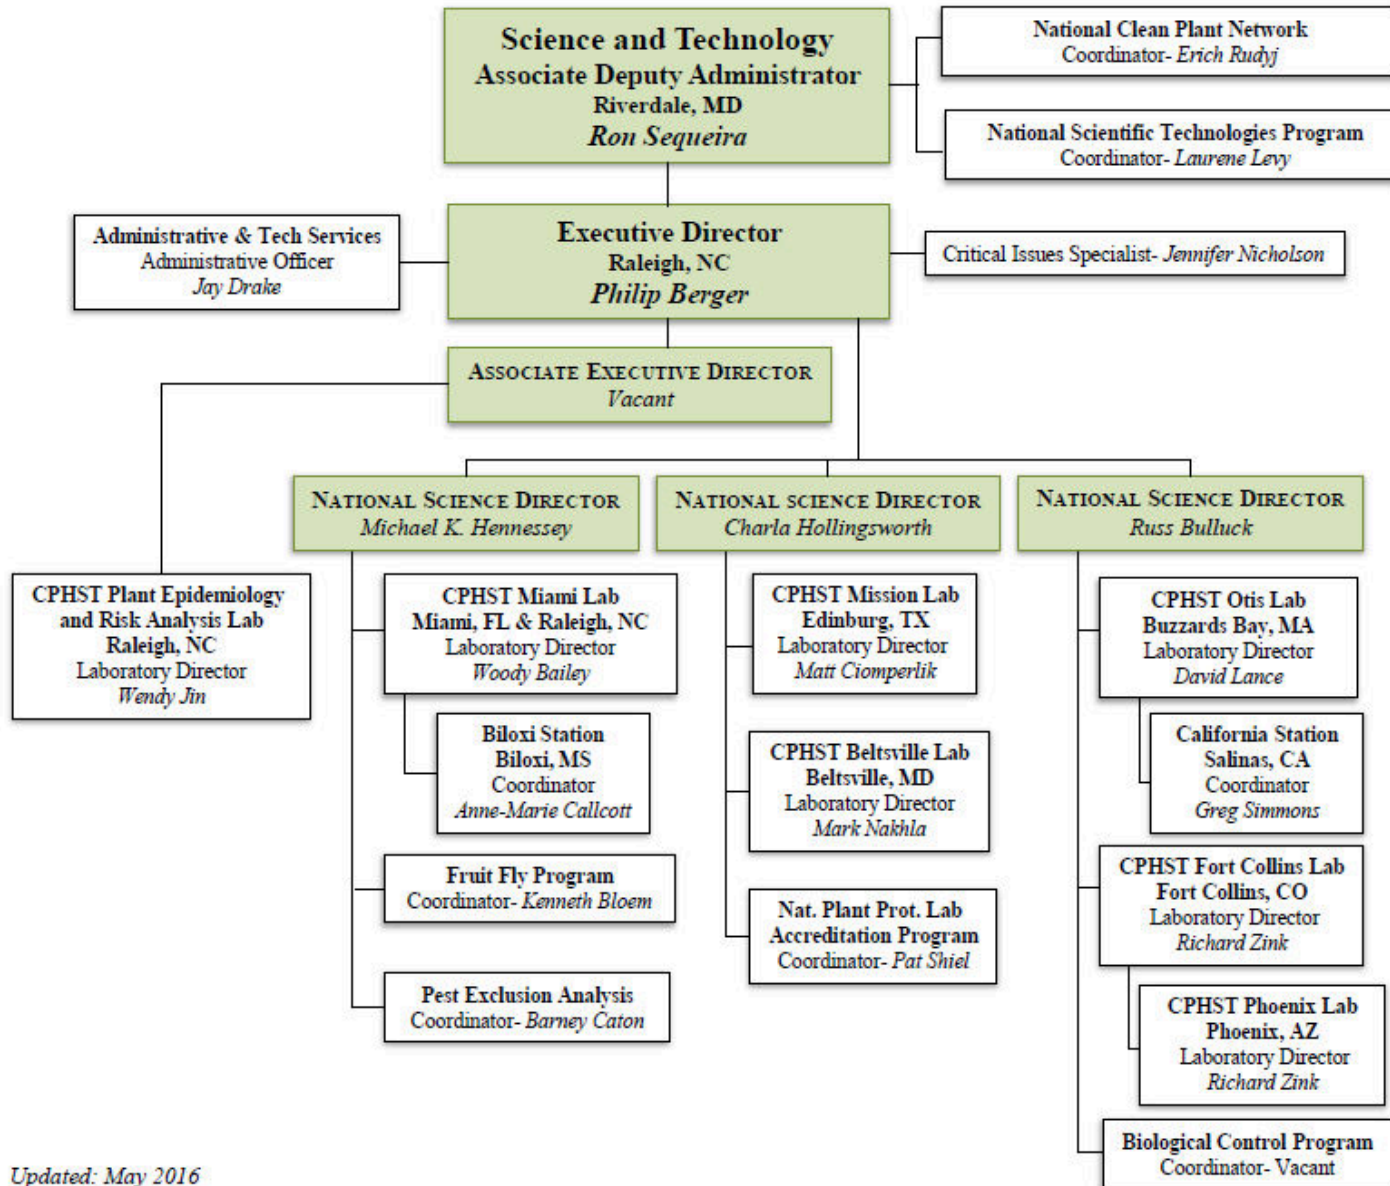 Science and Technology
Associate Deputy Administrator
Riverdale, MD
Ron Sequeira
National Clean Plant Network
Coordinator- Erich Rudyj
National Scientific Technologies Program
Coordinator- Laurene Levy
Administrative & Tech Services
Administrative Officer
Jay Drake
Executive Director
Raleigh, NC
Philip Berger
Critical Issues Specialist- Jennifer Nicholson
ASSOCIATE EXECUTIVE DIRECTOR
Vacant
NATIONAL SCIENCE DIRECTOR
Michael K. Hennessey
NATIONAL SCIENCE DIRECTOR
Charla Hollingsworth
NATIONAL SCIENCE DIRECTOR
Russ Bulluck
CPHST Plant Epidemiology
and Risk Analysis Lab
Raleigh, NC
Laboratory Director
Wendy Jin
CPHST Miami Lab
Miami, FL & Raleigh, NC
Laboratory Director
Woody Bailey
Biloxi Station
Biloxi, MS
Coordinator
Anne-Marie Callcott
Fruit Fly Program
Coordinator- Kenneth Bloem
Pest Exclusion Analysis
Coordinator- Barney Caton
CPHST Mission Lab
Edinburg, TX
Laboratory Director
Matt Ciomperlik
CPHST Beltsville Lab
Beltsville, MD
Laboratory Director
Mark Nakhla
Nat. Plant Prot. Lab
Accreditation Program
Coordinator- Pat Shiel
CPHST Otis Lab
Buzzards Bay, MA
Laboratory Director
David Lance
California Station
Salinas, CA
Coordinator
Greg Simmons
CPHST Fort Collins Lab
Fort Collins, CO
Laboratory Director
Richard Zink
CPHST Phoenix Lab
Phoenix, AZ
Laboratory Director
Richard Zink
Biological Control Program
Coordinator- Vacant
Updated: May 2016